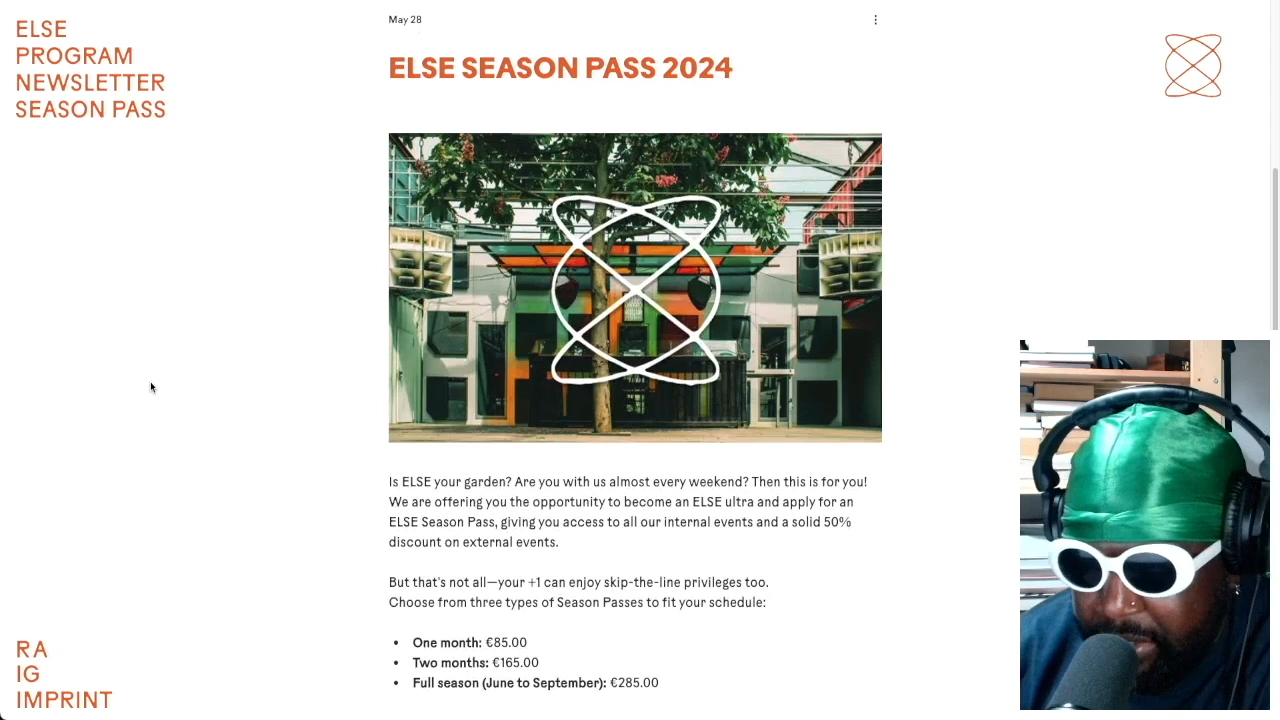 ELSE
PROGRAM
NEWSLETTER
SEASON PASS
May 28
ELSE SEASON PASS 2024
Is ELSE your garden? Are you with us almost every weekend? Then this is for you!
We are offering you the opportunity to become an ELSE ultra and apply for an
ELSE Season Pass, giving you access to all our internal events and a solid 50%
discount on external events.
But that's not all—your +1 can enjoy skip-the-line privileges too.
Choose from three types of Season Passes to fit your schedule:
• One month: €85.00
• Two months: €165.00
• Full season (June to September): €285.00
RA
IG
IMPRINT